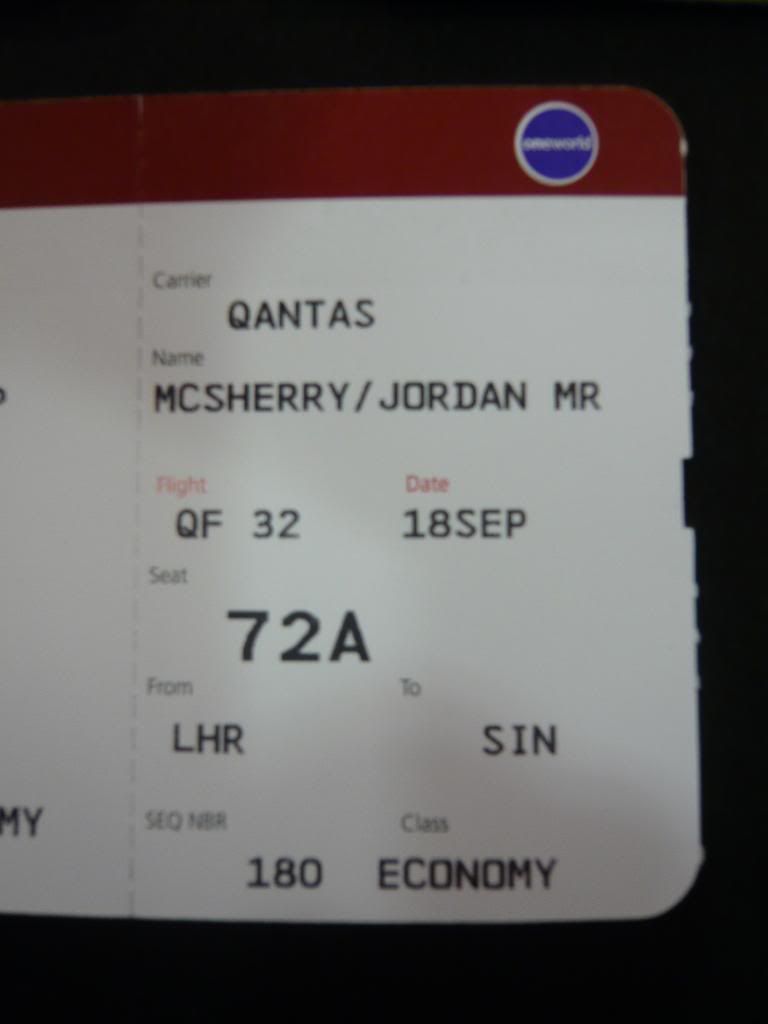 oneworld
Carrier
QANTAS
Name
MCSHERRY/JORDAN MR
Flight Date
QF 32 18SEP
Seat
72A
From To
LHR SIN
SEQ NBR Class
MY 180 ECONOMY